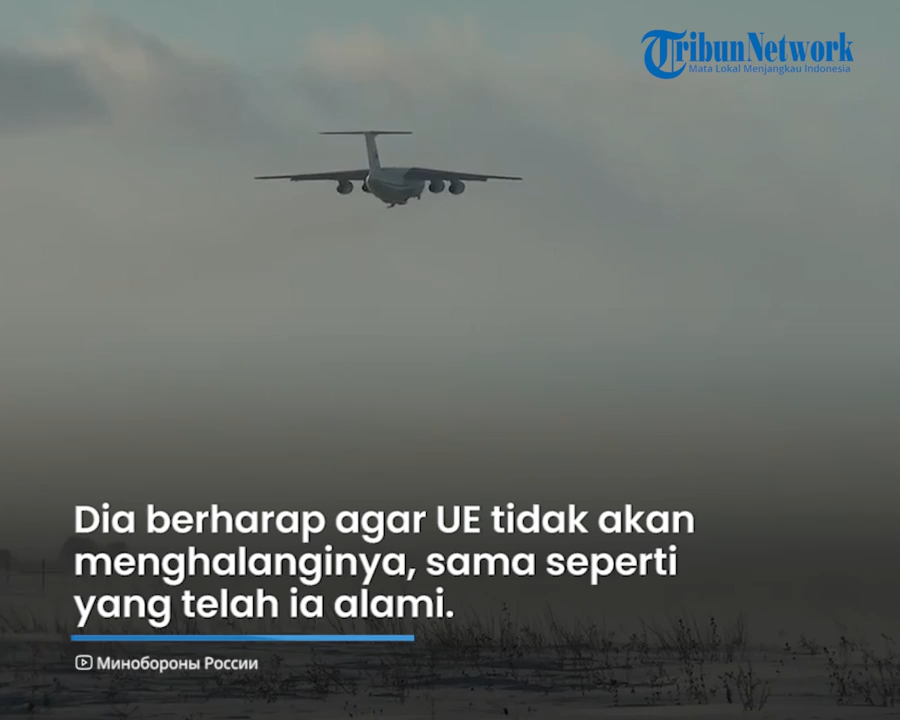 TribunNetwork
Mata Lokal Menjangkau Indonesia
Dia berharap agar UE tidak akan
menghalanginya, sama seperti
yang telah ia alami.
Минобороны России